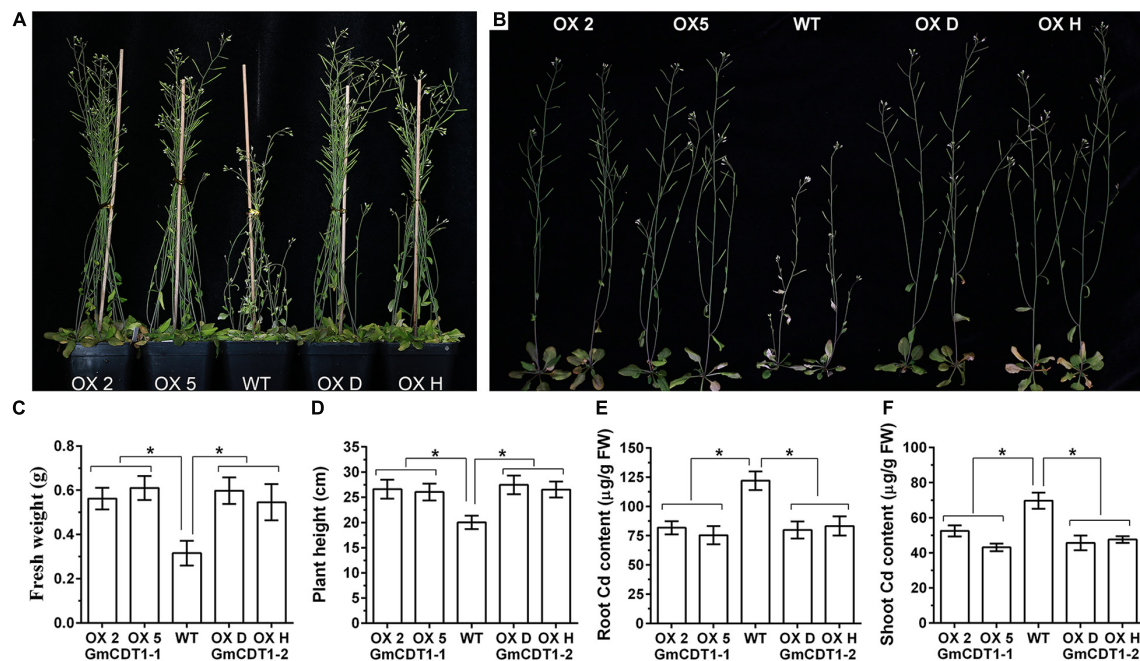 A
OX 2 OX 5 WT OX D OX H
B
OX 2 OX5 WT OX D OX H
C
Fresh weight (g)
0.8
0.6
0.4
0.2
0.0
* *
OX 2 OX 5 WT OX D OX H
GmCDT1-1 GmCDT1-2
D
Plant height (cm)
35
30
25
20
15
10
5
0
* *
OX 2 OX 5 WT OX D OX H
GmCDT1-1 GmCDT1-2
E
Root Cd content (µg/g FW)
150
125
100
75
50
25
0
* *
OX 2 OX 5 WT OX D OX H
GmCDT1-1 GmCDT1-2
F
Shoot Cd content (µg/g FW)
100
80
60
40
20
0
* *
OX 2 OX 5 WT OX D OX H
GmCDT1-1 GmCDT1-2